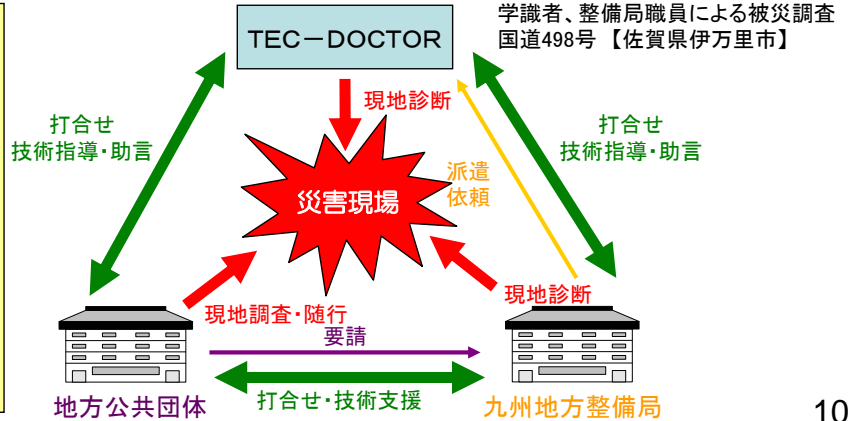 学識者、整備局職員による被災調査
国道498号 【佐賀県伊万里市】
TEC－DOCTOR
現地診断
打合せ
技術指導・助言
打合せ
技術指導・助言
派遣
依頼
災害現場
現地診断
現地調査・随行
要請
打合せ・技術支援
地方公共団体
九州地方整備局
10